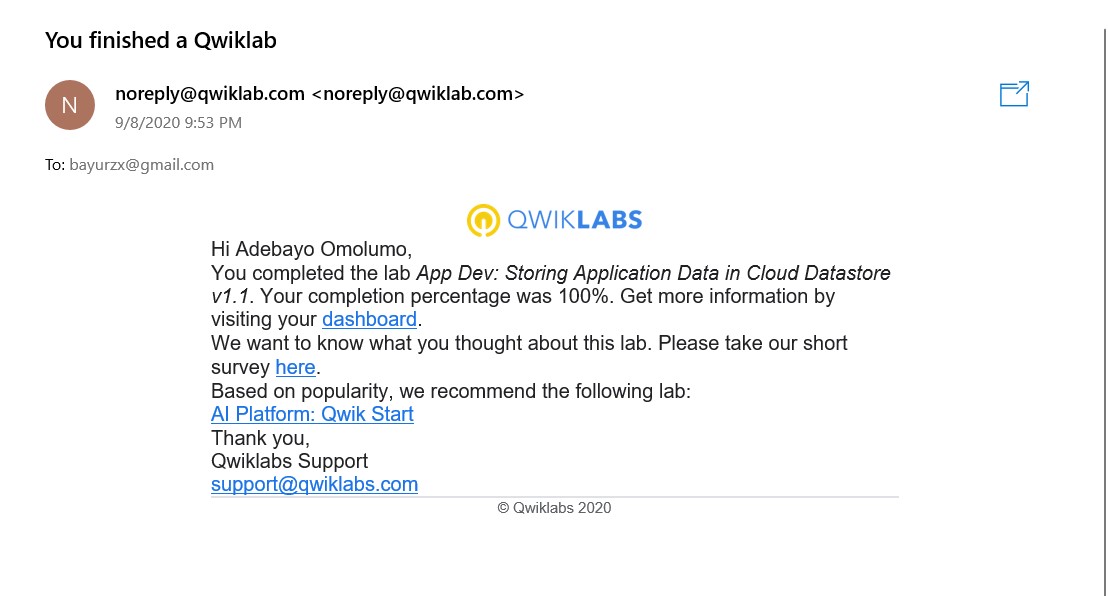 You finished a Qwiklab
N
noreply@qwiklab.com <noreply@qwiklab.com>
9/8/2020 9:53 PM
To: bayurzx@gmail.com
QWIKLABS
Hi Adebayo Omolumo,
You completed the lab App Dev: Storing Application Data in Cloud Datastore
v1.1. Your completion percentage was 100%. Get more information by
visiting your dashboard.
We want to know what you thought about this lab. Please take our short
survey here.
Based on popularity, we recommend the following lab:
AI Platform: Qwik Start
Thank you,
Qwiklabs Support
support@qwiklabs.com
© Qwiklabs 2020